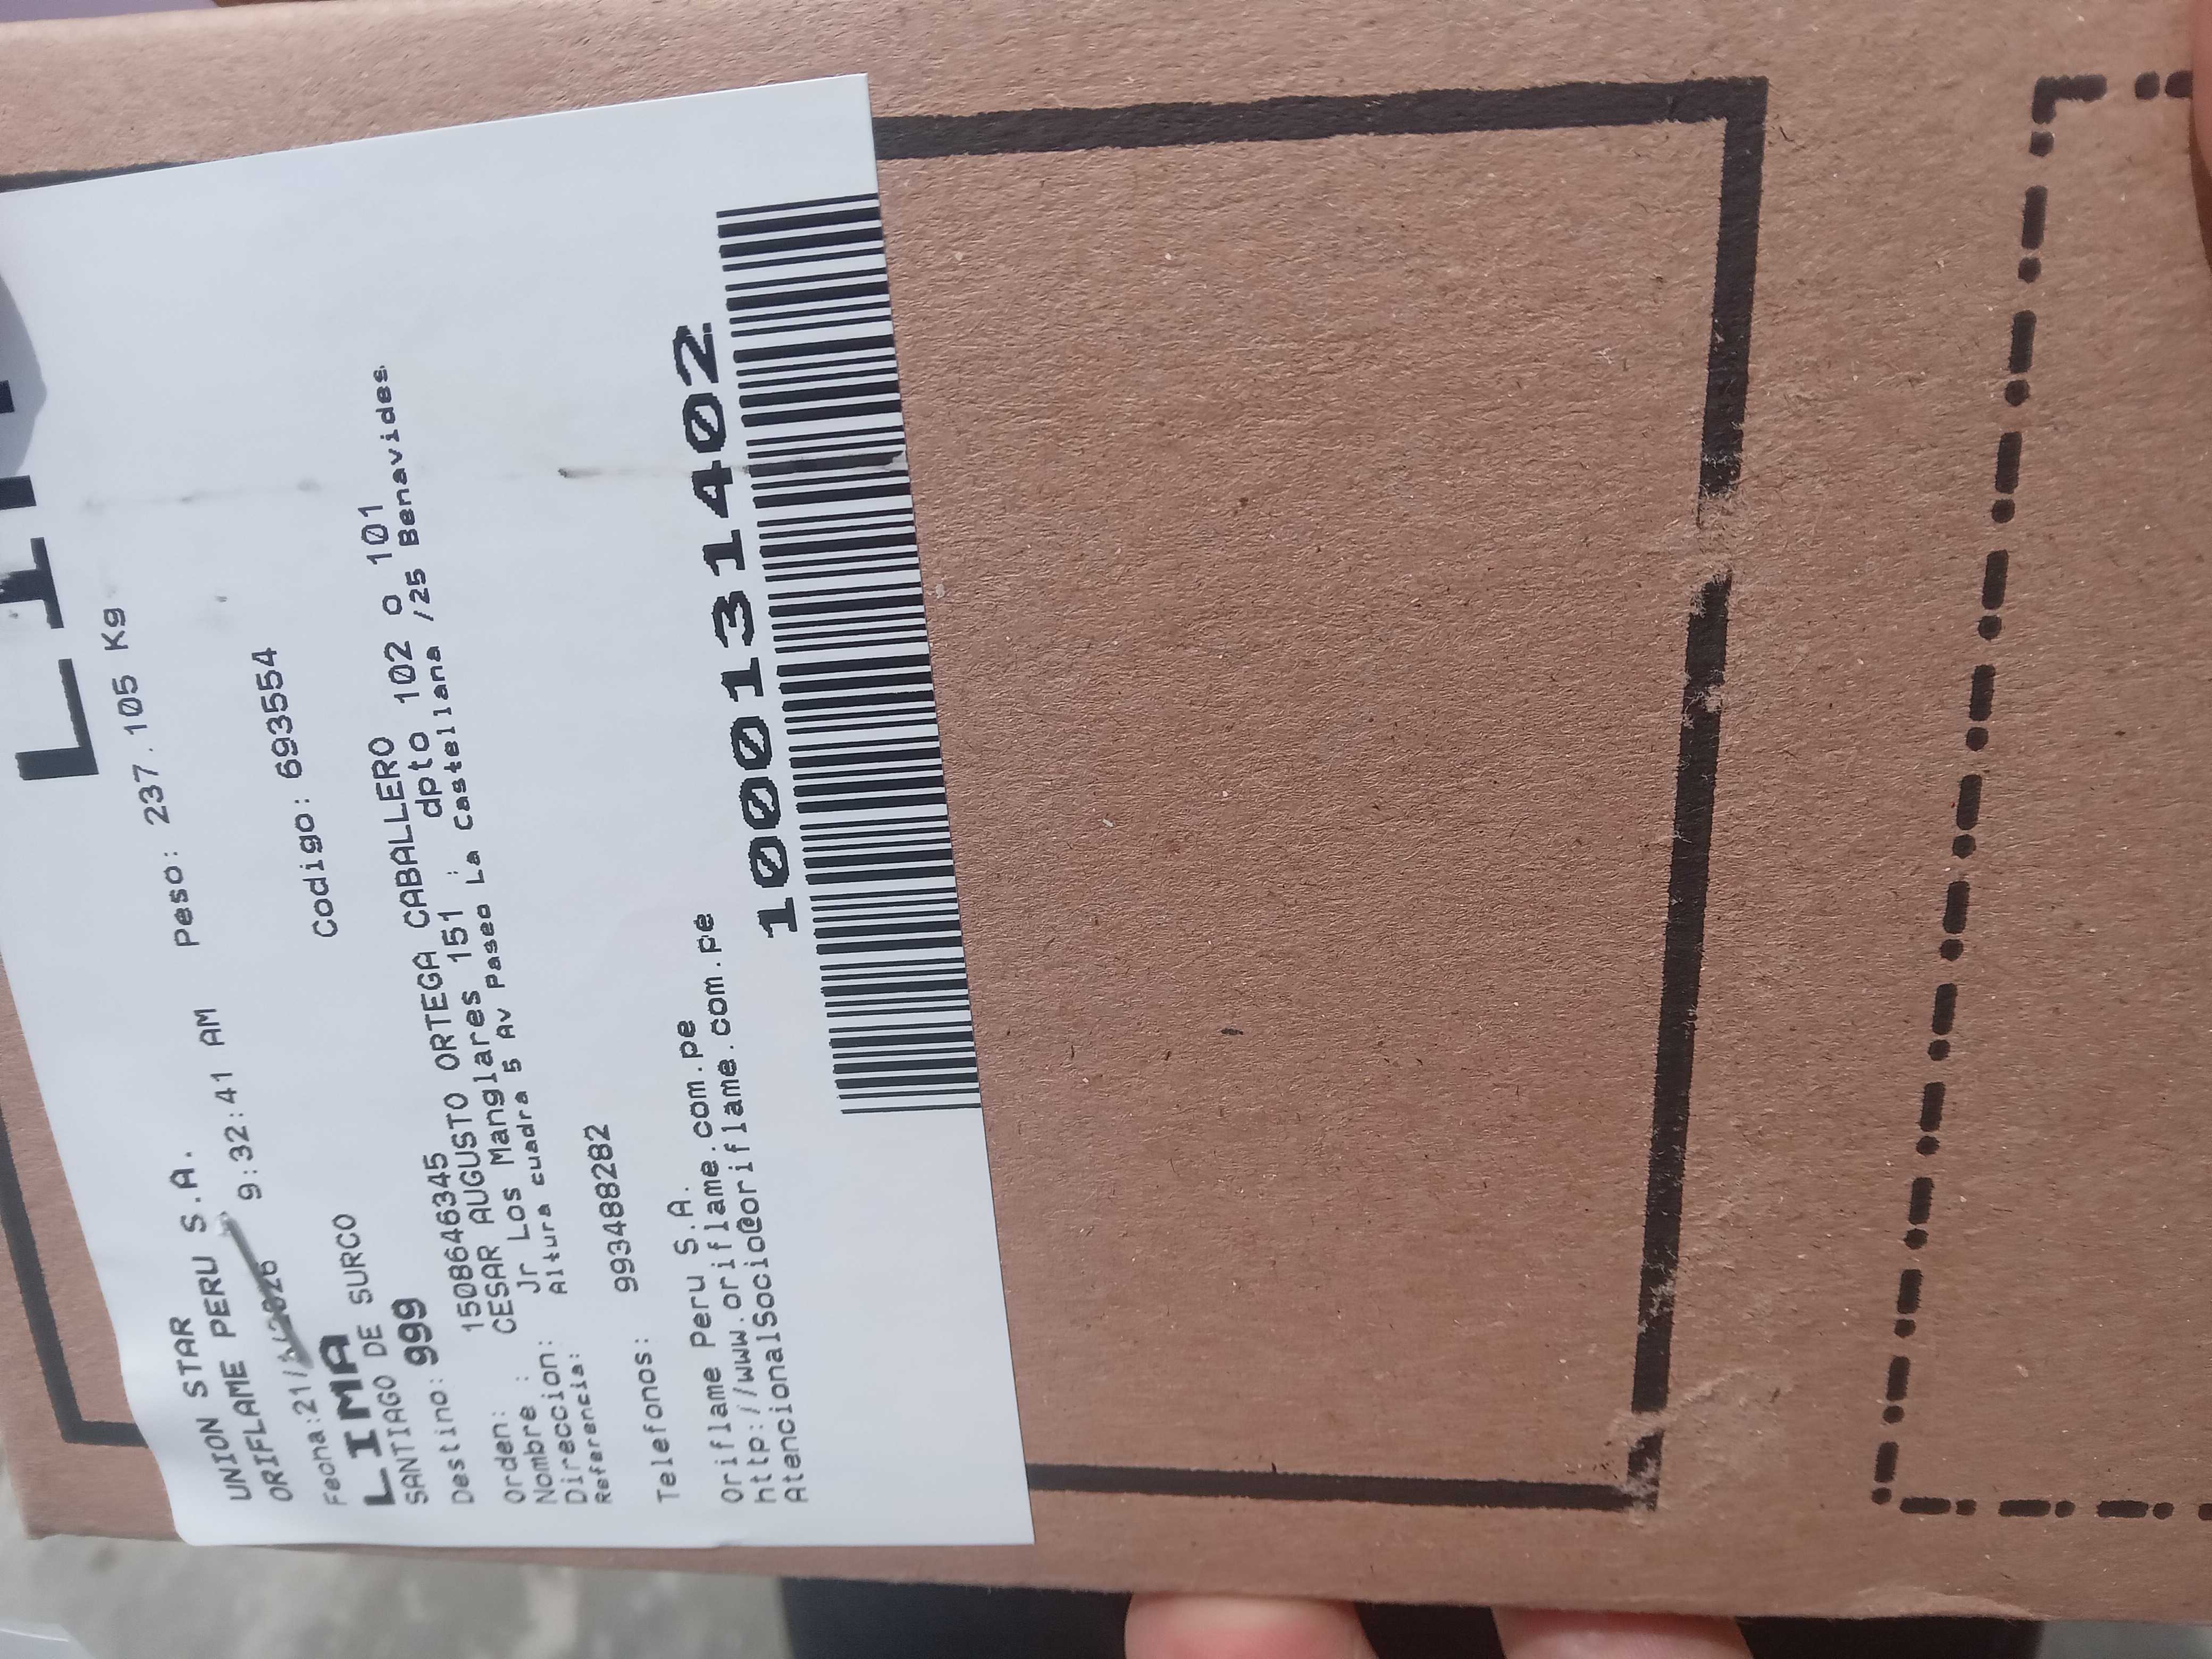 UNION STAR
ORIFLAME PERU S.A.
9:32:41 AM Peso: 237.105 Kg
LIMA
SANTIAGO DE SURCO
Destino: 999 Codigo: 693554
Orden: 1508646345
Nombre : CESAR AUGUSTO ORTEGA CABALLERO
Direccion: Jr Los Manglares 151 ; dpto 102 o 101
Referencia: Altura cuadra 5 Av Paseo La Castellana /25 Benavides
Telefonos: 993488282
Oriflame Peru S.A.
http://www.oriflame.com.pe
AtencionalSocio@oriflame.com.pe
1000131402